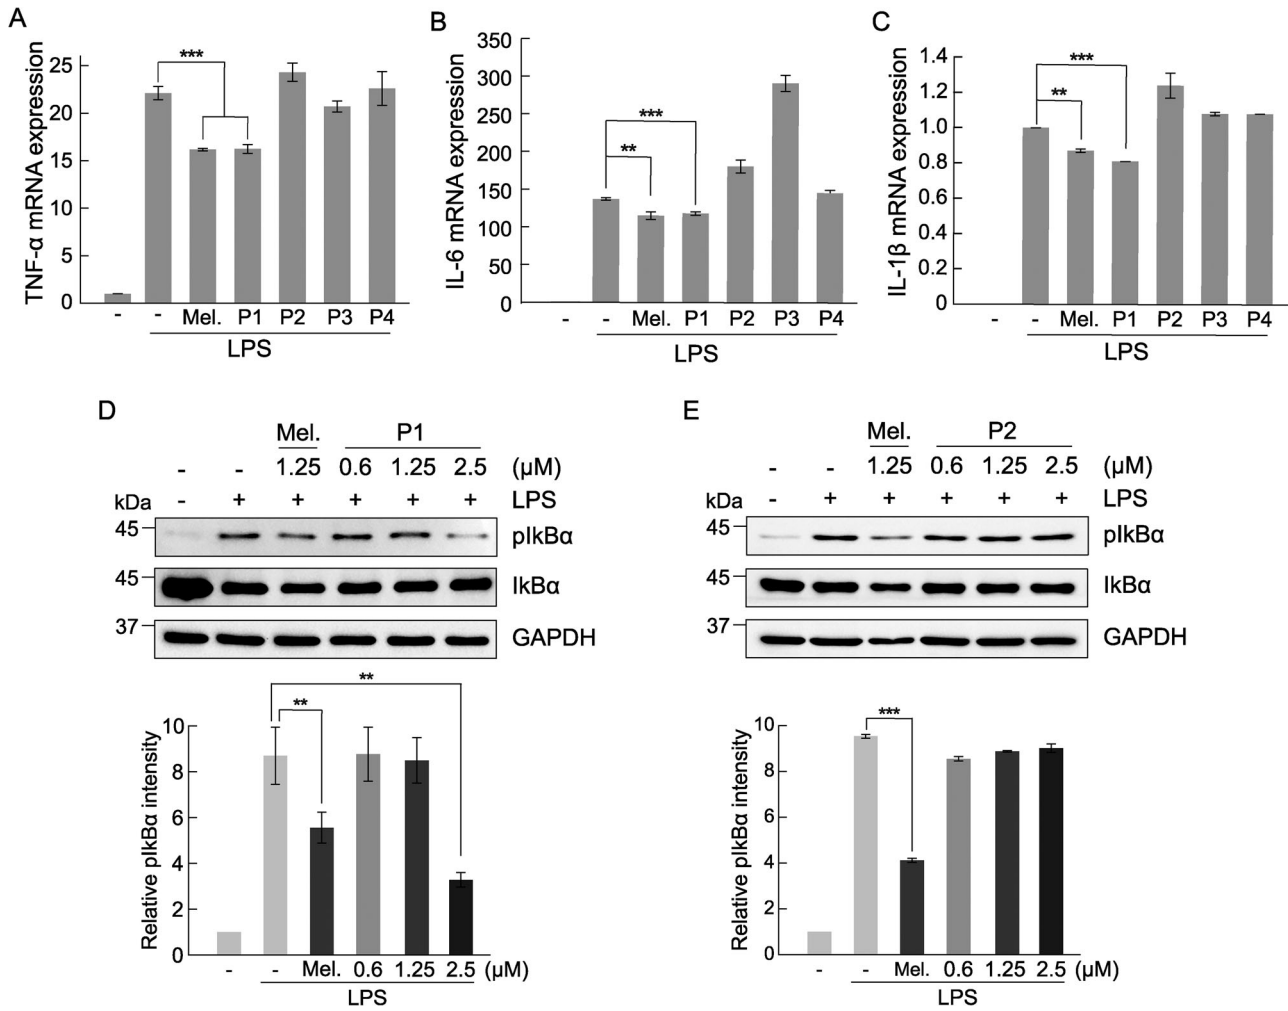 A
TNF-α mRNA expression
25
20
15
10
5
0
***
- - Mel. P1 P2 P3 P4
LPS
B
IL-6 mRNA expression
350
300
250
200
150
100
50
0
***
**
- - Mel. P1 P2 P3 P4
LPS
C
IL-1β mRNA expression
1.4
1.2
1.0
0.8
0.6
0.4
0.2
0
***
**
- - Mel. P1 P2 P3 P4
LPS
D
Mel. P1
- - 1.25 0.6 1.25 2.5 (μM)
kDa - + + + + + LPS
45 pIkBα
45 IkBα
37 GAPDH
Relative pIkBα intensity
10
8
6
4
2
0
**
**
- - Mel. 0.6 1.25 2.5 (μM)
LPS
E
Mel. P2
- - 1.25 0.6 1.25 2.5 (μM)
kDa - + + + + + LPS
45 pIkBα
45 IkBα
37 GAPDH
Relative pIkBα intensity
10
8
6
4
2
0
***
- - Mel. 0.6 1.25 2.5 (μM)
LPS